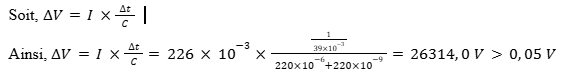 Soit, ΔV = I × Δt/C
Ainsi, ΔV = I × Δt/C = 226 × 10⁻³ × (1/(39×10⁻³))/(220×10⁻⁶+220×10⁻⁹) = 26314,0 V > 0,05 V